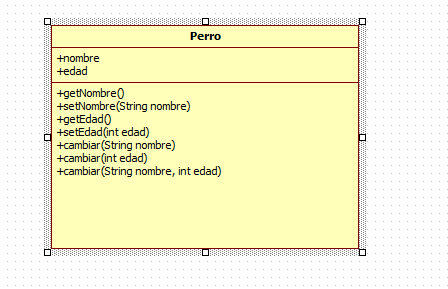 Perro
+nombre
+edad
+getNombre()
+setNombre(String nombre)
+getEdad()
+setEdad(int edad)
+cambiar(String nombre)
+cambiar(int edad)
+cambiar(String nombre, int edad)